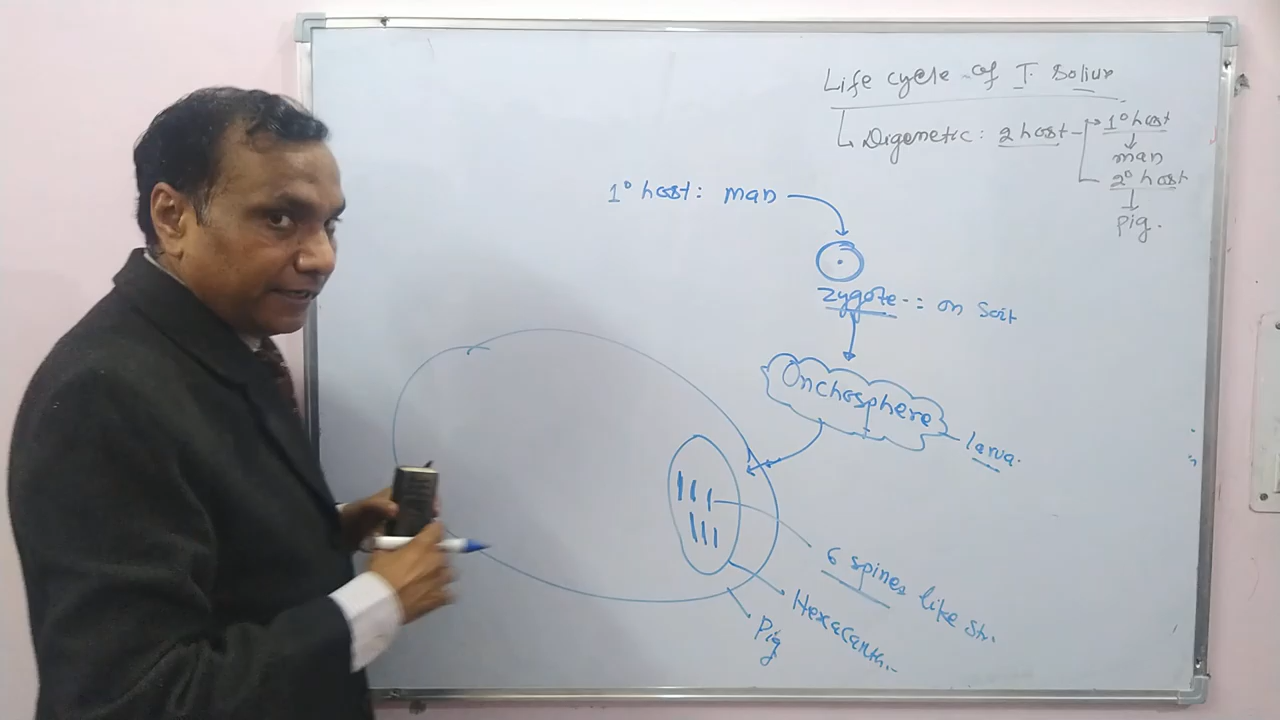 Life cycle of T. Solium
Digenetic: 2 host
1° host
man
2° host
Pig.
1° host: man
Zygote -: on Soil
Onchosphere
larva.
6 spines like Str.
Hexacanth.
Pig